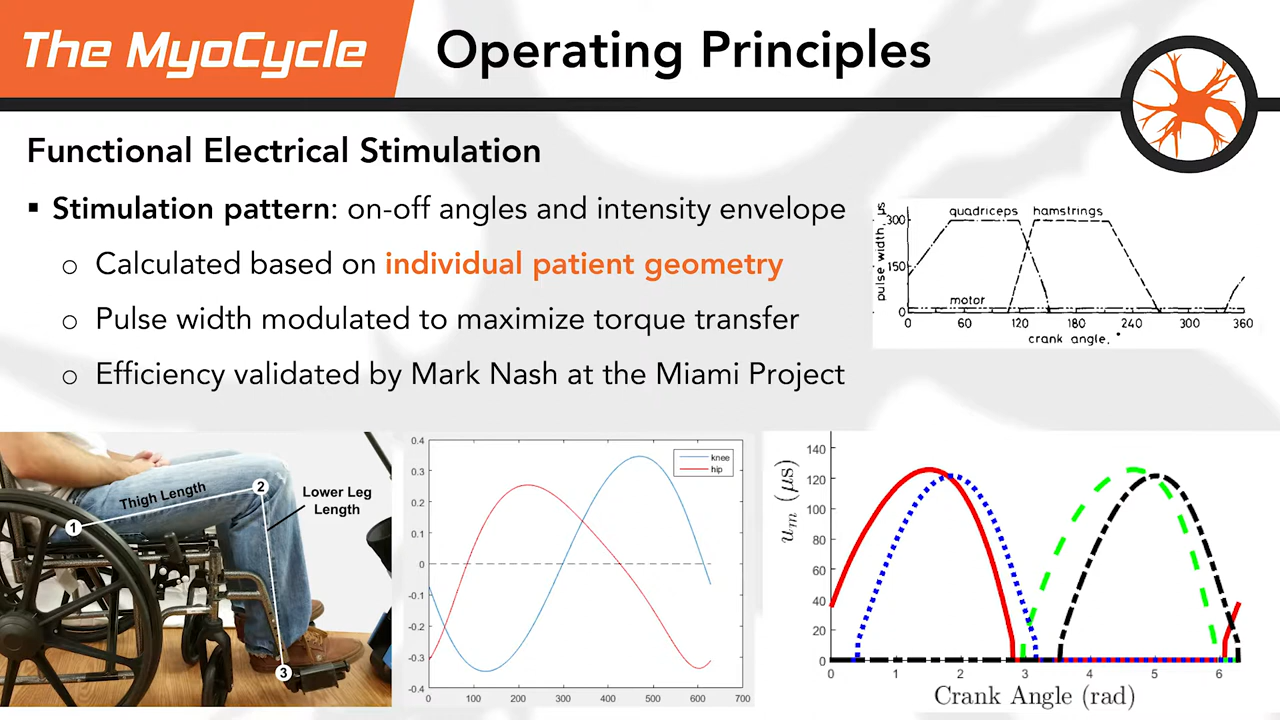 The MyoCycle
Operating Principles
Functional Electrical Stimulation
▪ Stimulation pattern: on-off angles and intensity envelope
○ Calculated based on individual patient geometry
○ Pulse width modulated to maximize torque transfer
○ Efficiency validated by Mark Nash at the Miami Project
quadriceps hamstrings
pulse width, µs
300
150
0
motor
0 60 120 180 240 300 360
crank angle, °
Thigh Length
Lower Leg
Length
1
2
3
0.4
0.3
0.2
0.1
0
-0.1
-0.2
-0.3
-0.4
knee
hip
0 100 200 300 400 500 600 700
140
120
100
80
60
40
20
0
u_m (µs)
0 1 2 3 4 5 6
Crank Angle (rad)